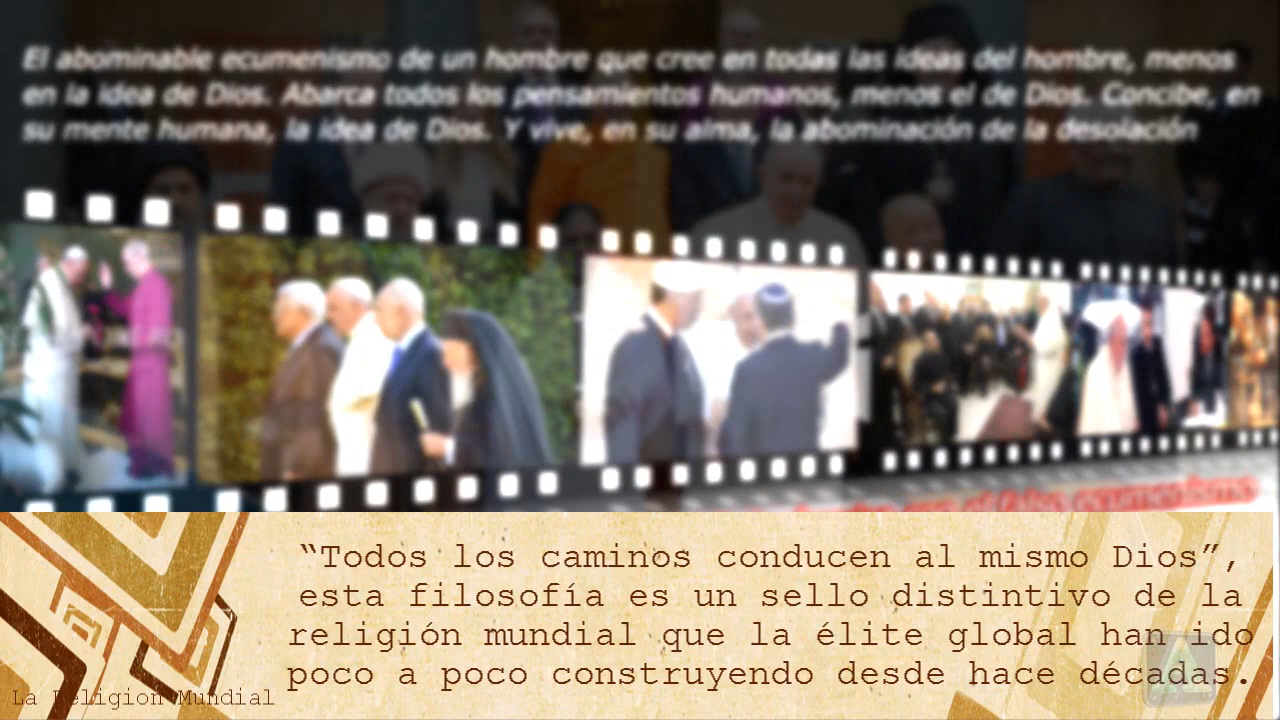 El abominable ecumenismo de un hombre que cree en todas las ideas del hombre, menos
en la idea de Dios. Abarca todos los pensamientos humanos, menos el de Dios. Concibe, en
su mente humana, la idea de Dios. Y vive, en su alma, la abominación de la desolación
ecumenismo
“Todos los caminos conducen al mismo Dios”,
esta filosofía es un sello distintivo de la
religión mundial que la élite global han ido
poco a poco construyendo desde hace décadas.
La Religion Mundial